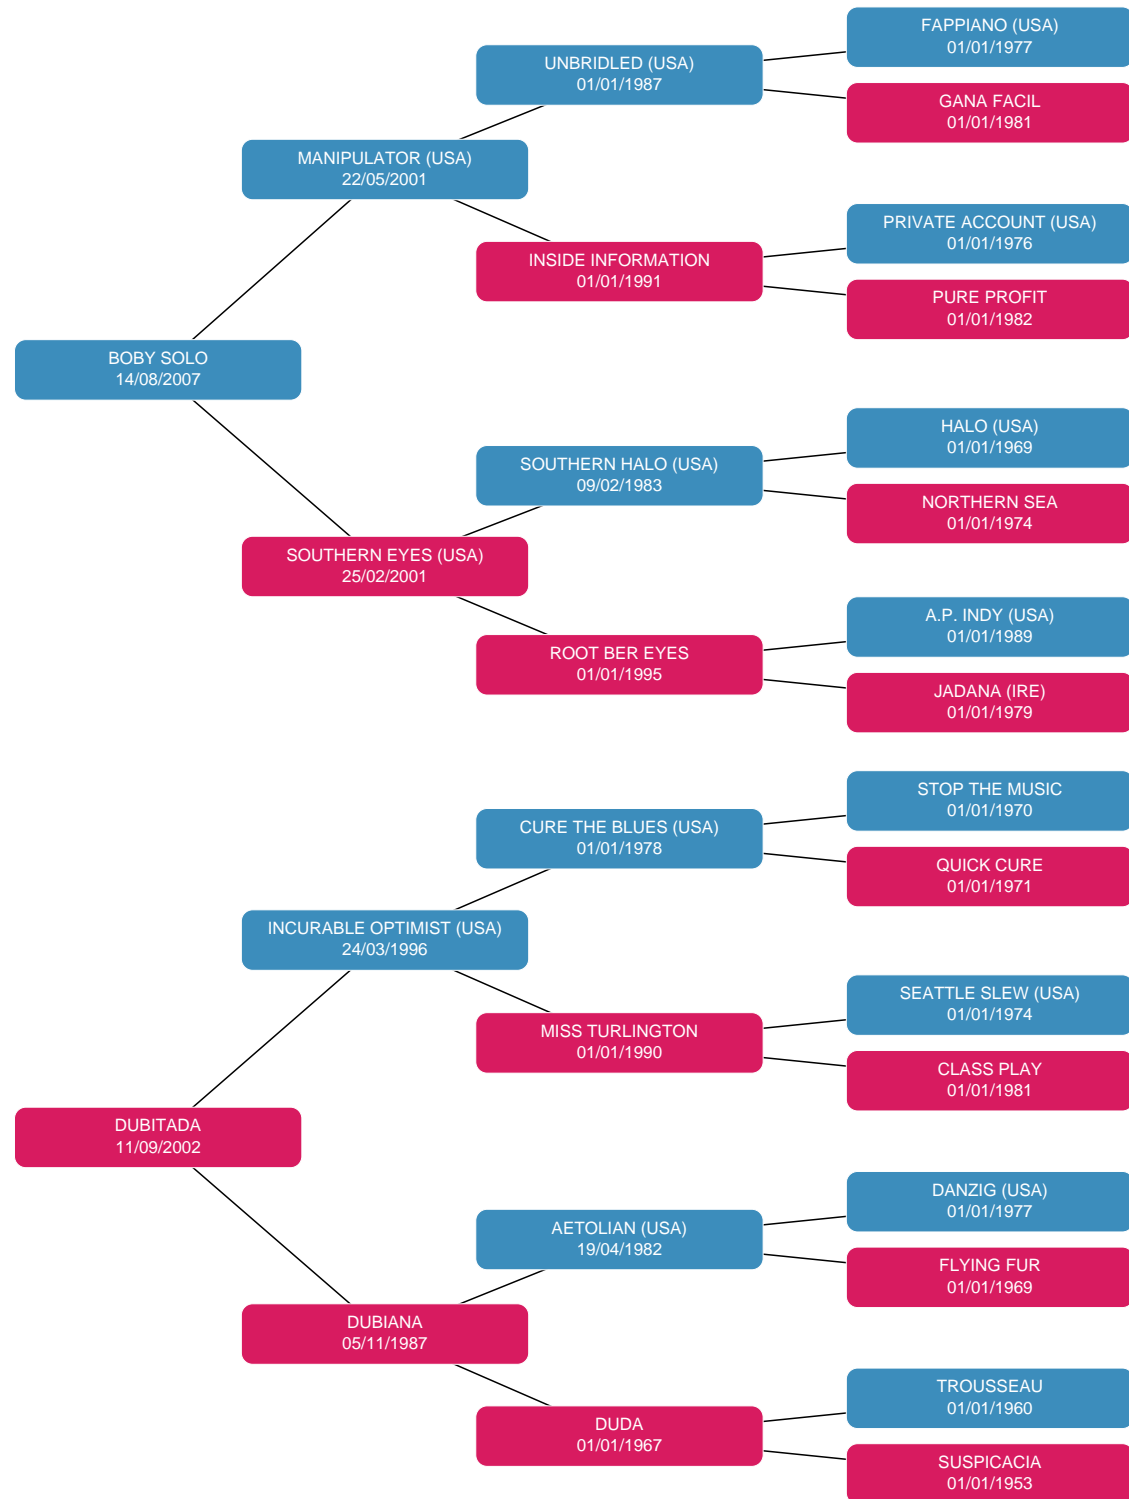 FAPPIANO (USA)
01/01/1977
UNBRIDLED (USA)
01/01/1987
GANA FACIL
01/01/1981
MANIPULATOR (USA)
22/05/2001
PRIVATE ACCOUNT (USA)
01/01/1976
INSIDE INFORMATION
01/01/1991
PURE PROFIT
01/01/1982
BOBY SOLO
14/08/2007
HALO (USA)
01/01/1969
SOUTHERN HALO (USA)
09/02/1983
NORTHERN SEA
01/01/1974
SOUTHERN EYES (USA)
25/02/2001
A.P. INDY (USA)
01/01/1989
ROOT BER EYES
01/01/1995
JADANA (IRE)
01/01/1979
STOP THE MUSIC
01/01/1970
CURE THE BLUES (USA)
01/01/1978
QUICK CURE
01/01/1971
INCURABLE OPTIMIST (USA)
24/03/1996
SEATTLE SLEW (USA)
01/01/1974
MISS TURLINGTON
01/01/1990
CLASS PLAY
01/01/1981
DUBITADA
11/09/2002
DANZIG (USA)
01/01/1977
AETOLIAN (USA)
19/04/1982
FLYING FUR
01/01/1969
DUBIANA
05/11/1987
TROUSSEAU
01/01/1960
DUDA
01/01/1967
SUSPICACIA
01/01/1953